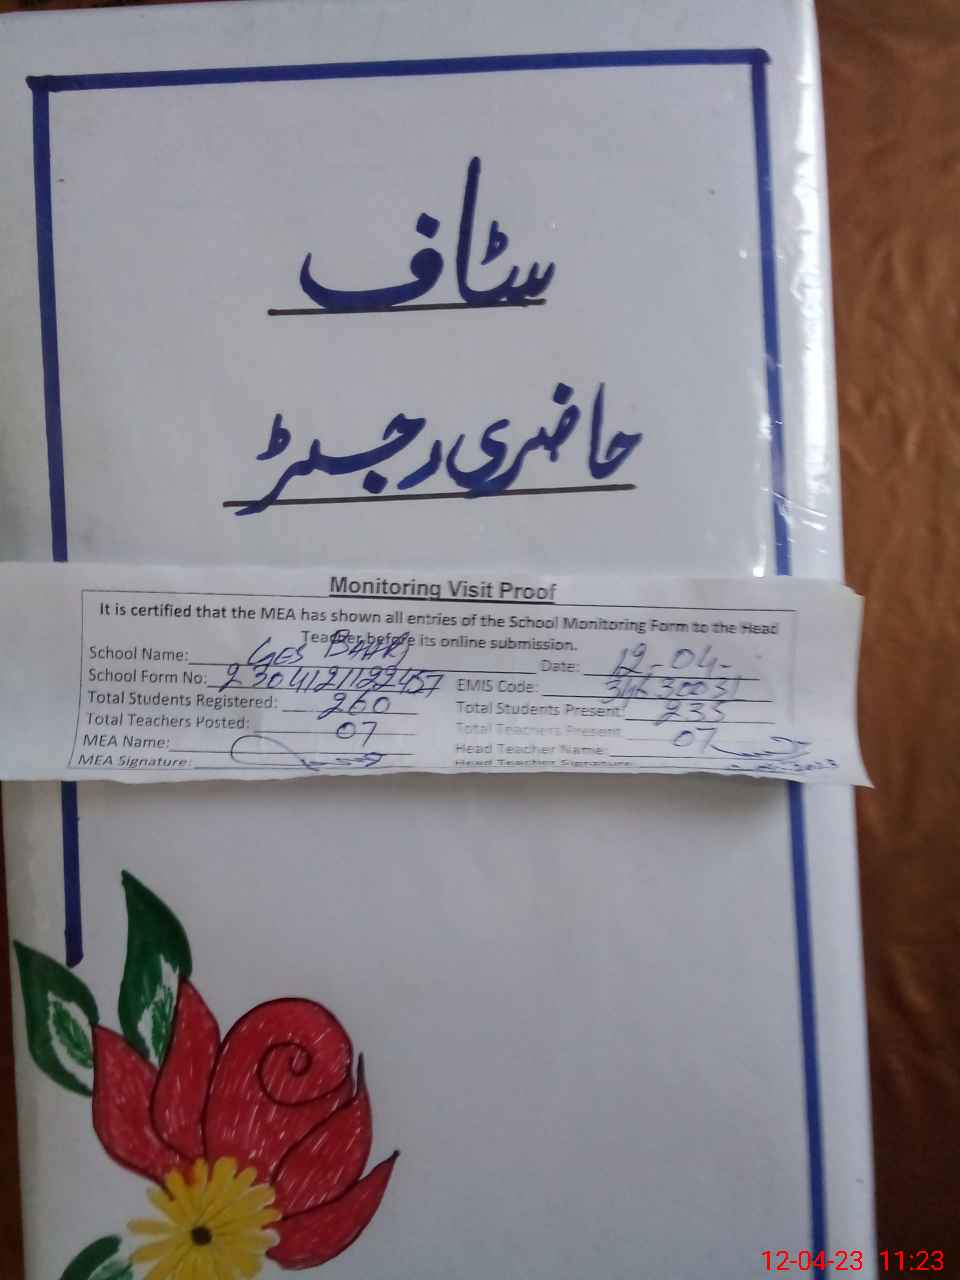 سٹاف
حاضری رجسٹر
Monitoring Visit Proof
It is certified that the MEA has shown all entries of the School Monitoring Form to the Head
Teacher before its online submission.
School Name: GES
Date: 12-04-
School Form No:
EMIS Code:
Total Students Registered: 260
Total Students Present: 235
Total Teachers Posted: 07
Total Teachers Present 07
MEA Name:
Head Teacher Name:
MEA Signature:
Head Teacher Signature:
12-04-23 11:23